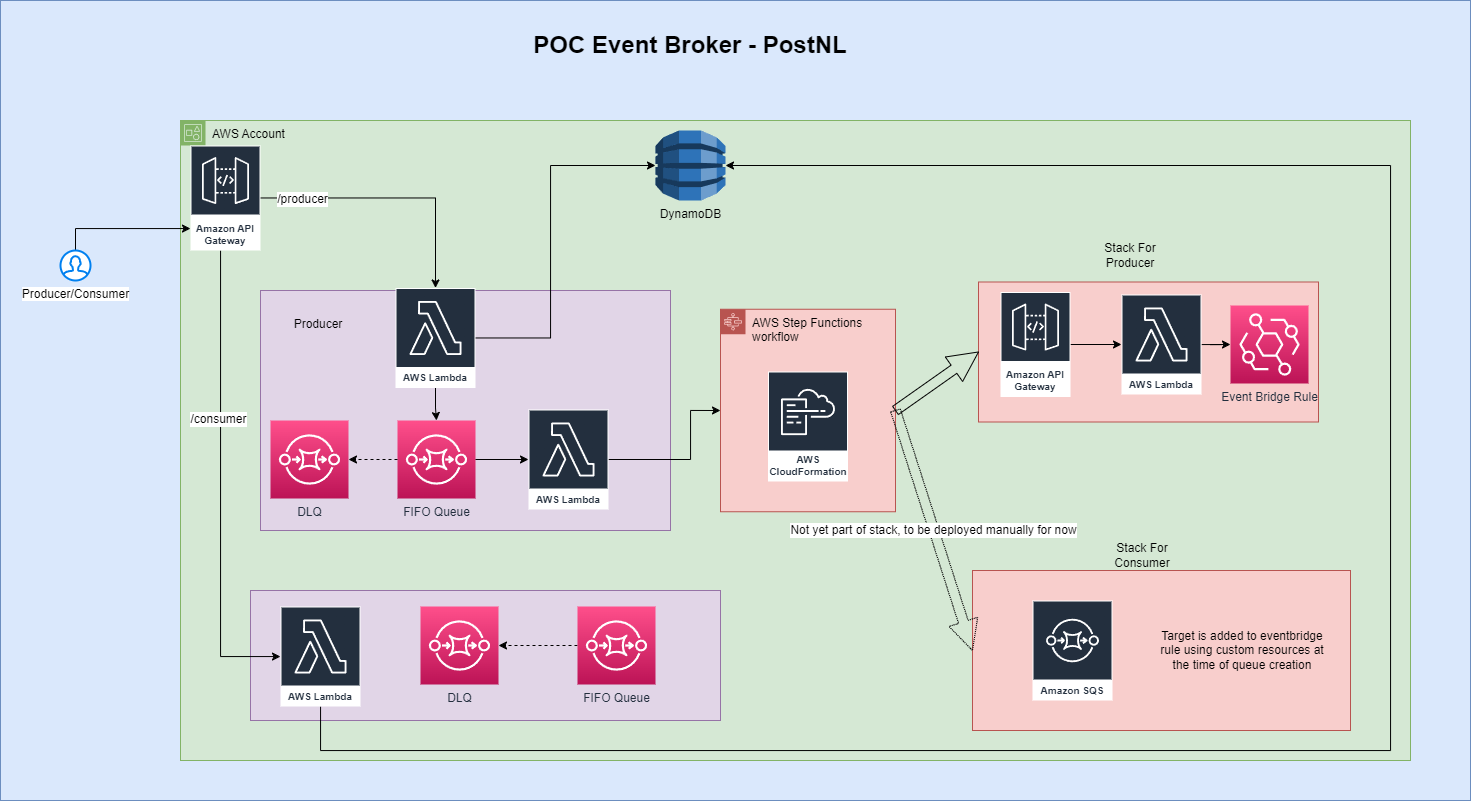 POC Event Broker - PostNL
AWS Account
Amazon API
Gateway
/producer
DynamoDB
Producer/Consumer
Stack For
Producer
Producer
AWS Lambda
AWS Step Functions
workflow
Amazon API
Gateway
AWS Lambda
Event Bridge Rule
/consumer
DLQ
FIFO Queue
AWS Lambda
AWS
CloudFormation
Not yet part of stack, to be deployed manually for now
Stack For
Consumer
AWS Lambda
DLQ
FIFO Queue
Amazon SQS
Target is added to eventbridge
rule using custom resources at
the time of queue creation